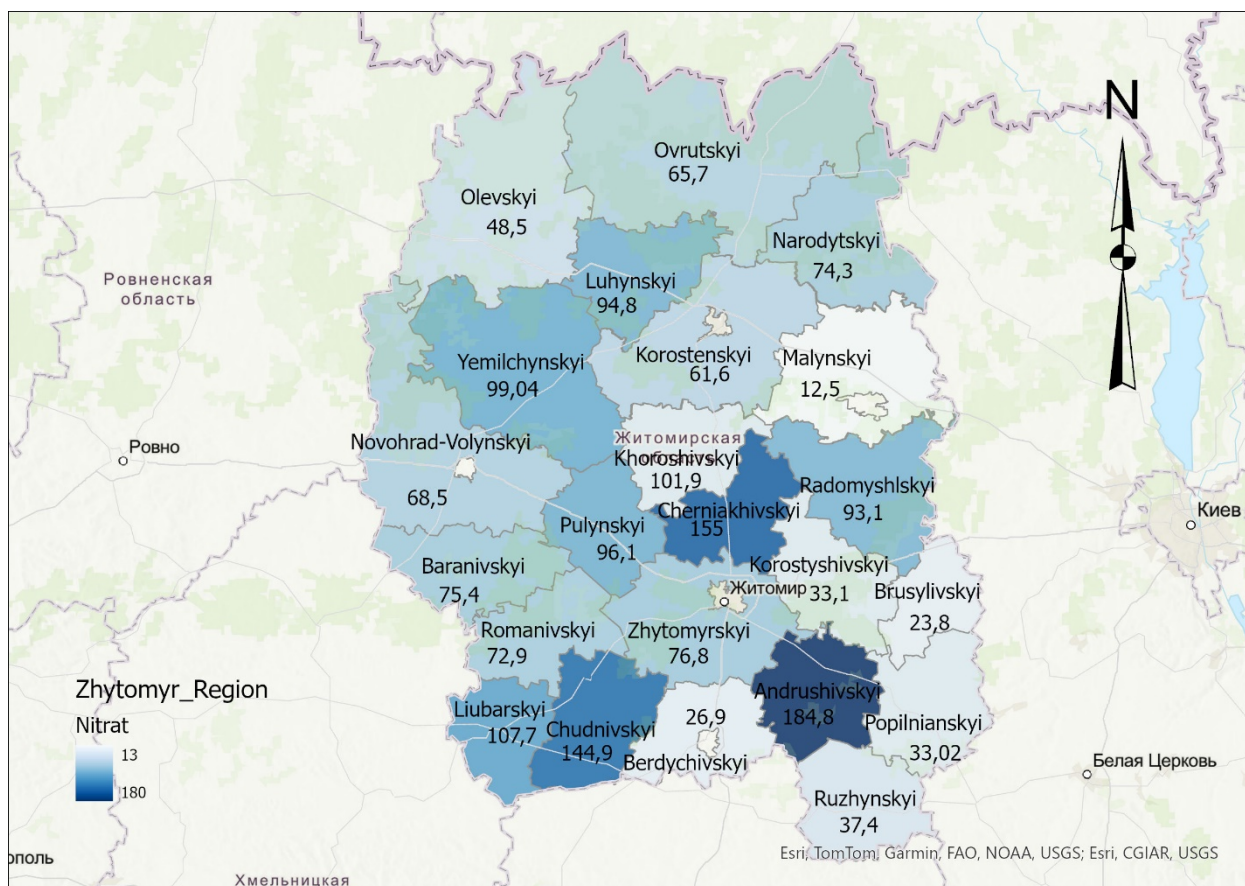 N
Ovrutskyi
65,7
Olevskyi
48,5
Narodytskyi
74,3
Ровненская
область
Luhynskyi
94,8
Yemilchynskyi
99,04
Korostenskyi
61,6
Malynskyi
12,5
Ровно
Novohrad-Volynskyi
68,5
Житомирская
область
Khoroshivskyi
101,9
Radomyshlskyi
93,1
Cherniakhivskyi
155
Киев
Pulynskyi
96,1
Baranivskyi
75,4
Korostyshivskyi
33,1
Житомир
Brusylivskyi
23,8
Romanivskyi
72,9
Zhytomyrskyi
76,8
Zhytomyr_Region
Nitrat
13
180
Liubarskyi
107,7
Chudnivskyi
144,9
26,9
Berdychivskyi
Andrushivskyi
184,8
Popilnianskyi
33,02
Белая Церковь
Ruzhynskyi
37,4
ополь
Хмельницкая
Esri, TomTom, Garmin, FAO, NOAA, USGS; Esri, CGIAR, USGS